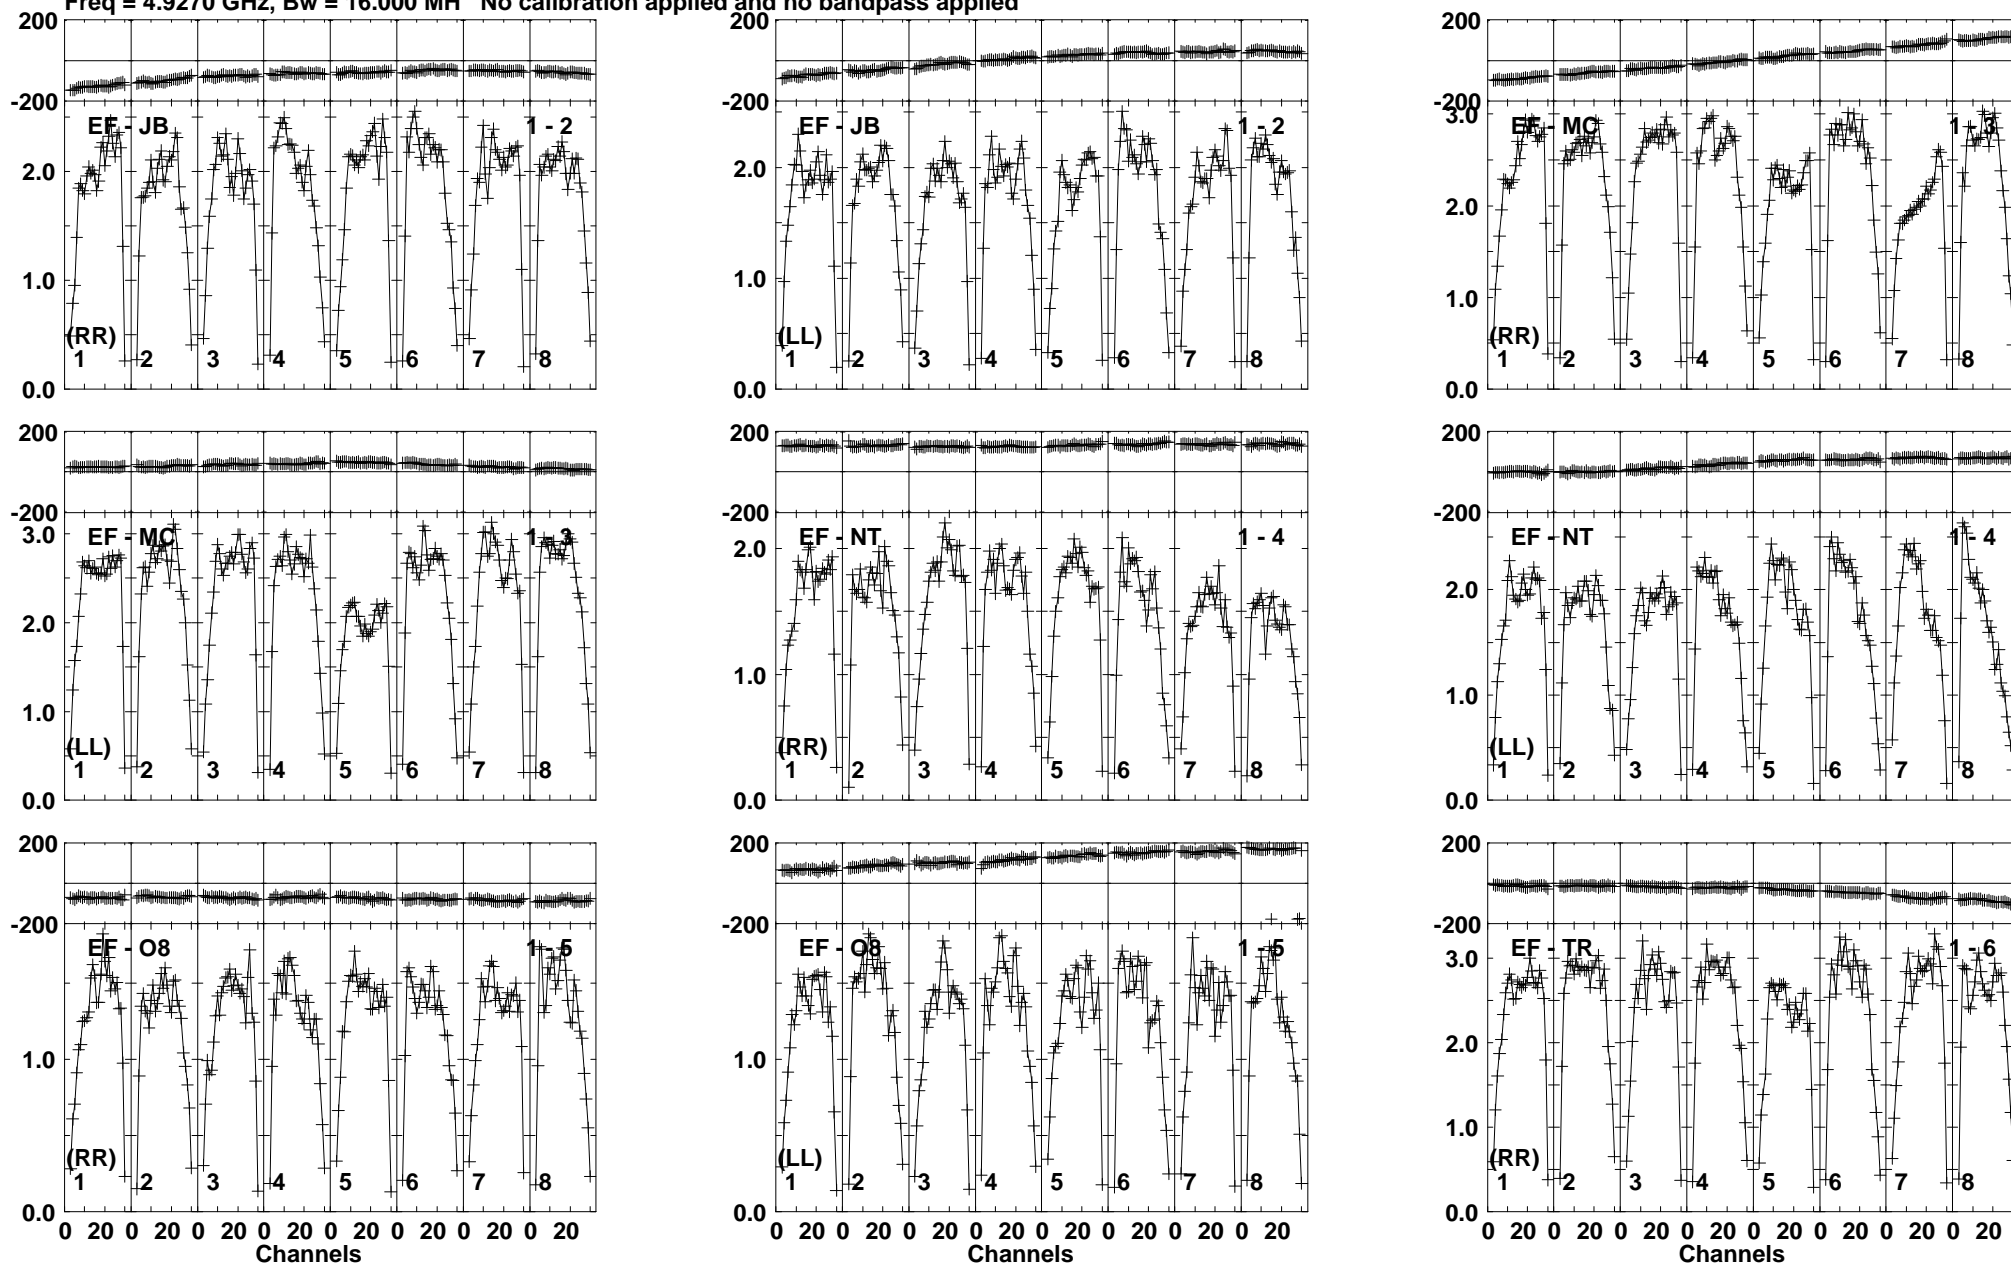 Freq = 4.9270 GHz, Bw = 16.000 MH No calibration applied and no bandpass applied
200 200 200
-200 -200 -200
EF - JB 1 - 2 EF - JB 1 - 2 3.0 EF - MC 1 - 3
2.0 2.0 2.0
1.0 1.0 1.0
(RR) (LL) (RR)
1 2 3 4 5 6 7 8 1 2 3 4 5 6 7 8 1 2 3 4 5 6 7 8
0.0 0.0 0.0
200 200 200
-200 -200 -200
3.0 EF - MC 1 - 3 2.0 EF - NT 1 - 4 EF - NT 1 - 4
2.0 2.0
1.0 1.0 1.0
(LL) (RR) (LL)
1 2 3 4 5 6 7 8 1 2 3 4 5 6 7 8 1 2 3 4 5 6 7 8
0.0 0.0 0.0
200 200 200
-200 -200 -200
EF - O8 1 - 5 EF - O8 1 - 5 3.0 EF - TR 1 - 6
2.0
1.0 1.0 1.0
(RR) (LL) (RR)
1 2 3 4 5 6 7 8 1 2 3 4 5 6 7 8 1 2 3 4 5 6 7 8
0.0 0.0 0.0
0 20 0 20 0 20 0 20 0 20 0 20 0 20 0 20 0 20 0 20 0 20 0 20 0 20 0 20 0 20 0 20 0 20 0 20 0 20 0 20 0 20 0 20 0 20 0 20
Channels Channels Channels